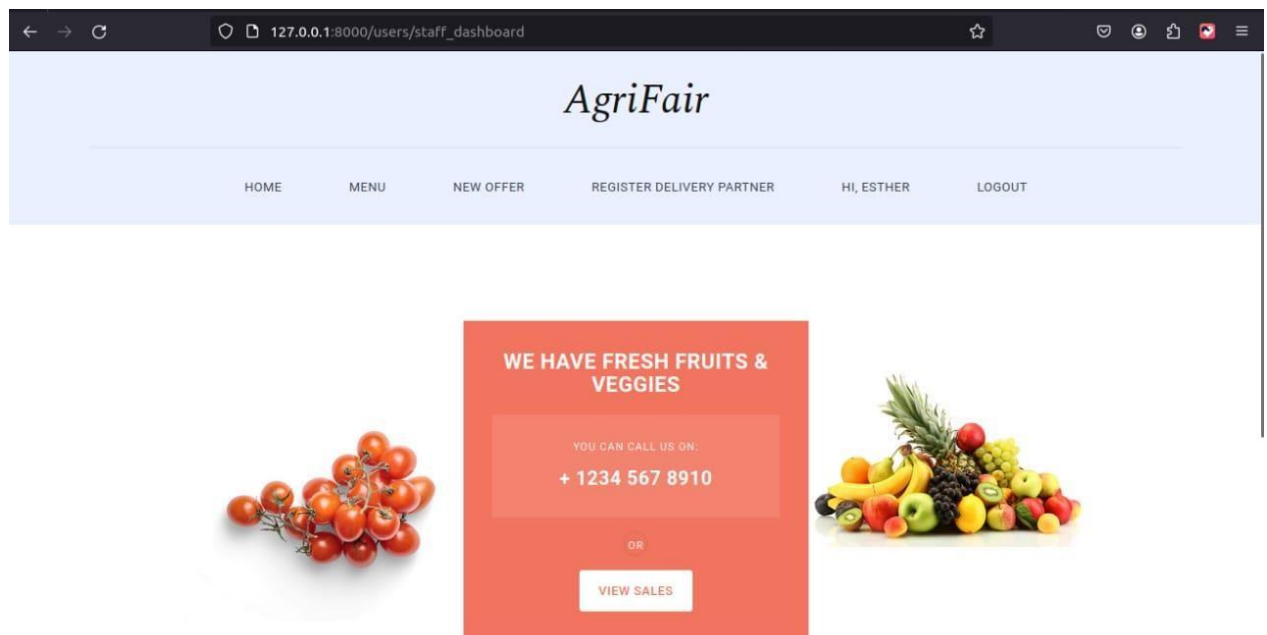 127.0.0.1:8000/users/staff_dashboard
AgriFair
HOME MENU NEW OFFER REGISTER DELIVERY PARTNER HI, ESTHER LOGOUT
WE HAVE FRESH FRUITS &
VEGGIES
YOU CAN CALL US ON:
+ 1234 567 8910
OR
VIEW SALES